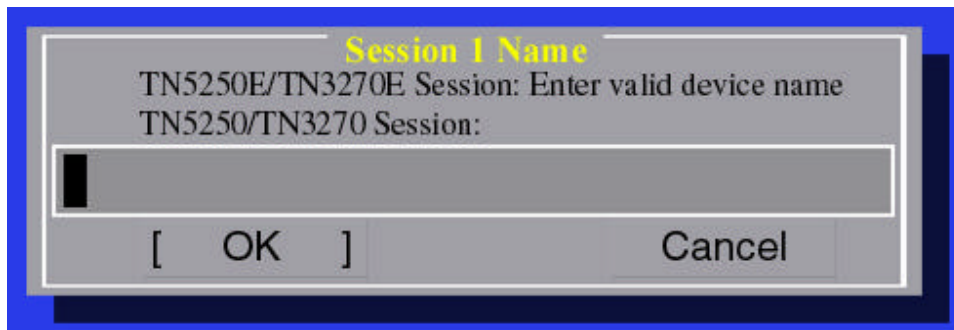 Session 1 Name
TN5250E/TN3270E Session: Enter valid device name
TN5250/TN3270 Session:
[ OK ] Cancel